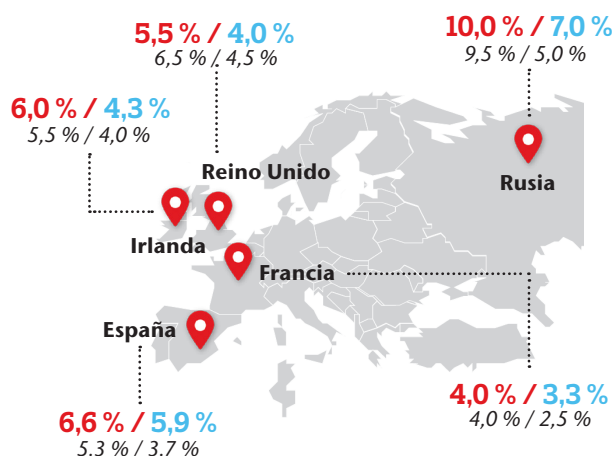 5,5 % / 4,0 %
6,5 % / 4,5 %
10,0 % / 7,0 %
9,5 % / 5,0 %
6,0 % / 4,3 %
5,5 % / 4,0 %
Reino Unido
Rusia
Irlanda
Francia
España
4,0 % / 3,3 %
4,0 % / 2,5 %
6,6 % / 5,9 %
5,3 % / 3,7 %